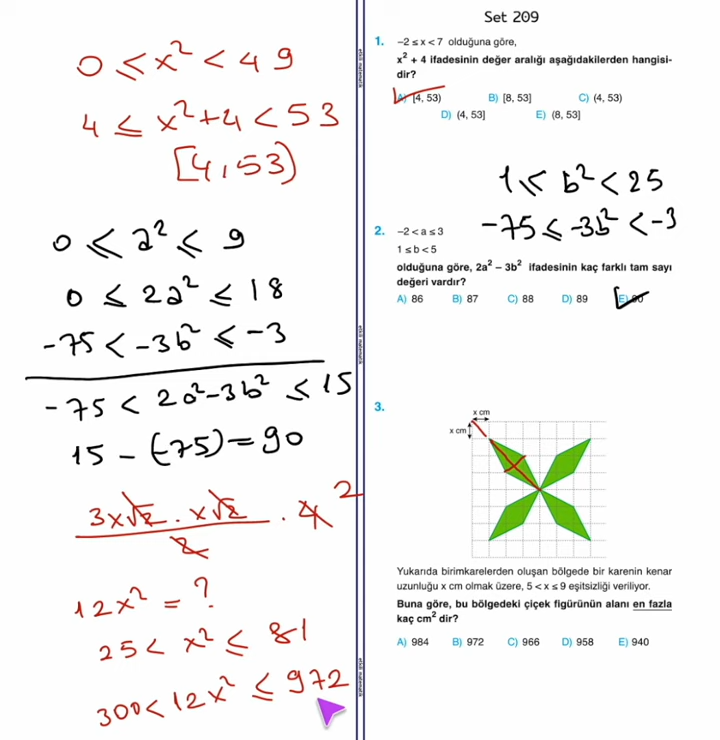 0 ≤ x² < 49
4 ≤ x²+4 < 53
[4,53)
0 ≤ a² ≤ 9
0 ≤ 2a² ≤ 18
-75 < -3b² ≤ -3
-75 < 2a²-3b² ≤ 15
15 - (-75) = 90
3x√2 . x√2 / 2 . 4 2
12x² = ?
25 < x² ≤ 81
300 < 12x² ≤ 972
Set 209
1. –2 ≤ x < 7 olduğuna göre,
x² + 4 ifadesinin değer aralığı aşağıdakilerden hangisi-
dir?
A) [4, 53) B) [8, 53] C) (4, 53)
D) (4, 53] E) (8, 53]
1 ≤ b² < 25
-75 ≤ -3b² < -3
2. –2 < a ≤ 3
1 ≤ b < 5
olduğuna göre, 2a² – 3b² ifadesinin kaç farklı tam sayı
değeri vardır?
A) 86 B) 87 C) 88 D) 89 E) 90
3.
x cm
x cm
Yukarıda birimkarelerden oluşan bölgede bir karenin kenar
uzunluğu x cm olmak üzere, 5 < x ≤ 9 eşitsizliği veriliyor.
Buna göre, bu bölgedeki çiçek figürünün alanı en fazla
kaç cm² dir?
A) 984 B) 972 C) 966 D) 958 E) 940